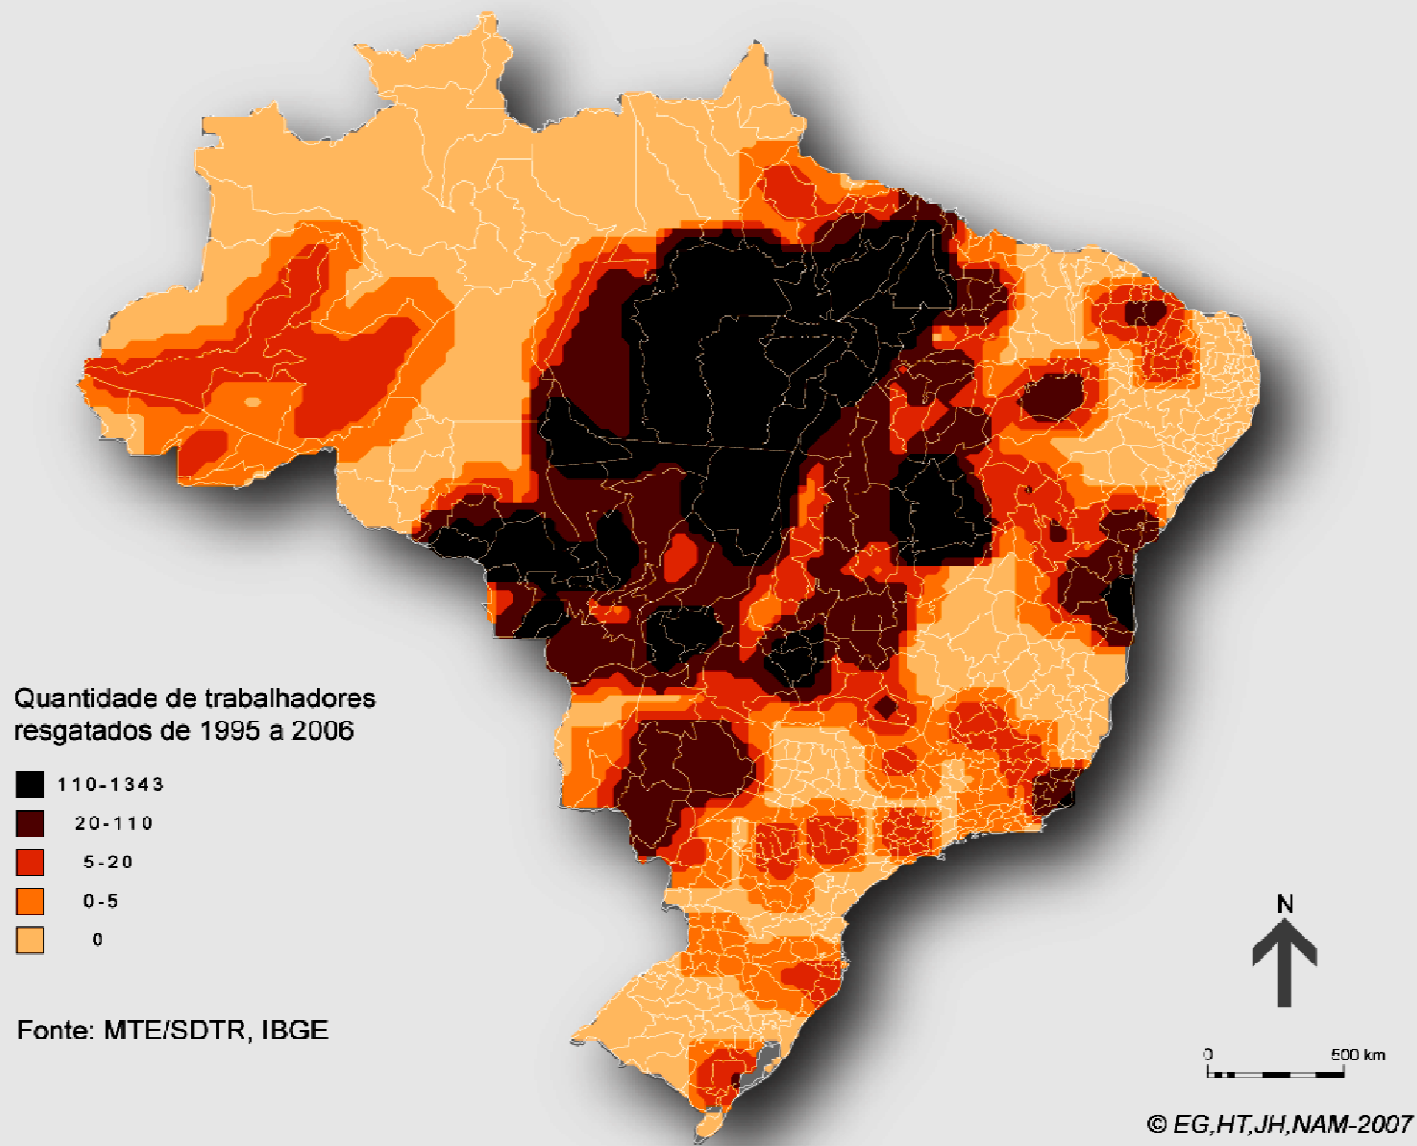 Quantidade de trabalhadores
resgatados de 1995 a 2006
110-1343
20-110
5-20
0-5
0
Fonte: MTE/SDTR, IBGE
N
0 500 km
© EG,HT,JH,NAM-2007